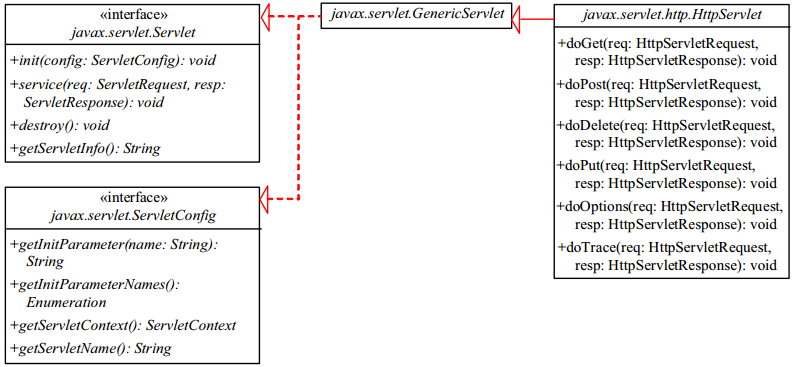 «interface»
javax.servlet.Servlet
+init(config: ServletConfig): void
+service(req: ServletRequest, resp:
ServletResponse): void
+destroy(): void
+getServletInfo(): String
«interface»
javax.servlet.ServletConfig
+getInitParameter(name: String):
String
+getInitParameterNames():
Enumeration
+getServletContext(): ServletContext
+getServletName(): String
javax.servlet.GenericServlet
javax.servlet.http.HttpServlet
+doGet(req: HttpServletRequest,
resp: HttpServletResponse): void
+doPost(req: HttpServletRequest,
resp: HttpServletResponse): void
+doDelete(req: HttpServletRequest,
resp: HttpServletResponse): void
+doPut(req: HttpServletRequest,
resp: HttpServletResponse): void
+doOptions(req: HttpServletRequest,
resp: HttpServletResponse): void
+doTrace(req: HttpServletRequest,
resp: HttpServletResponse): void